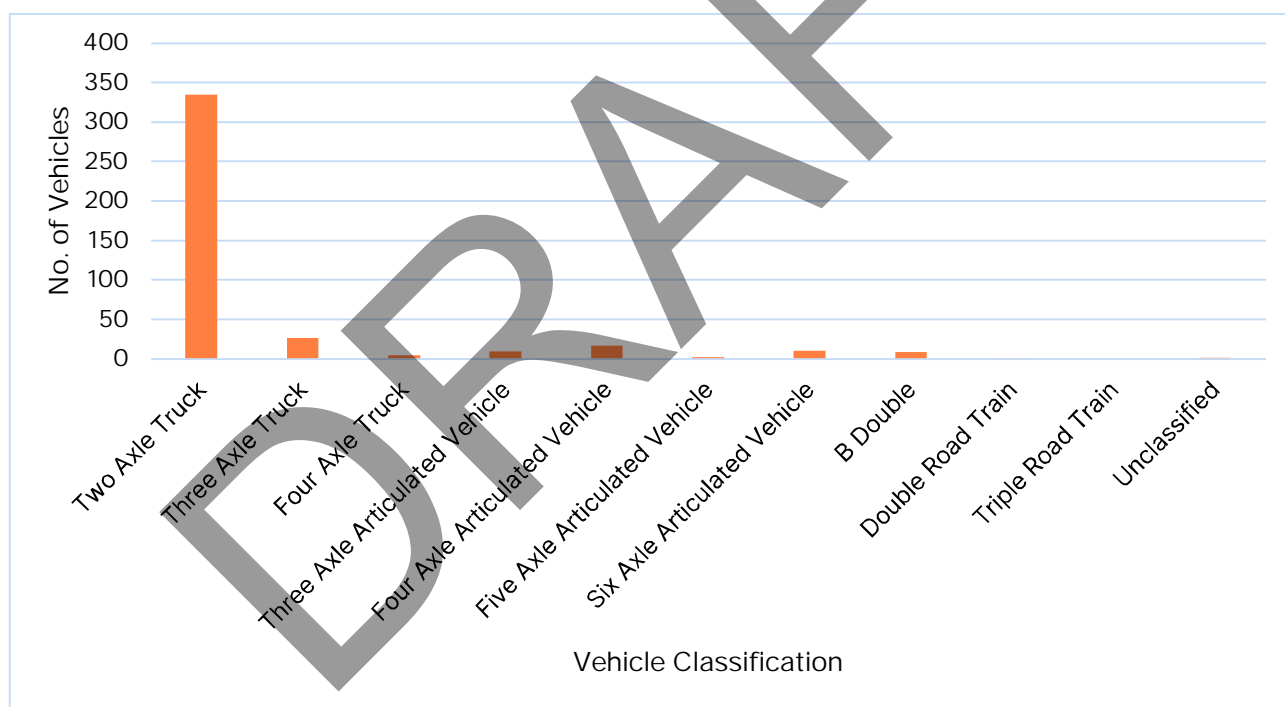 400
350
300
250
200
150
100
50
0
No. of Vehicles
Two Axle Truck
Three Axle Truck
Four Axle Truck
Three Axle Articulated Vehicle
Four Axle Articulated Vehicle
Five Axle Articulated Vehicle
Six Axle Articulated Vehicle
B Double
Double Road Train
Triple Road Train
Unclassified
Vehicle Classification
DRA